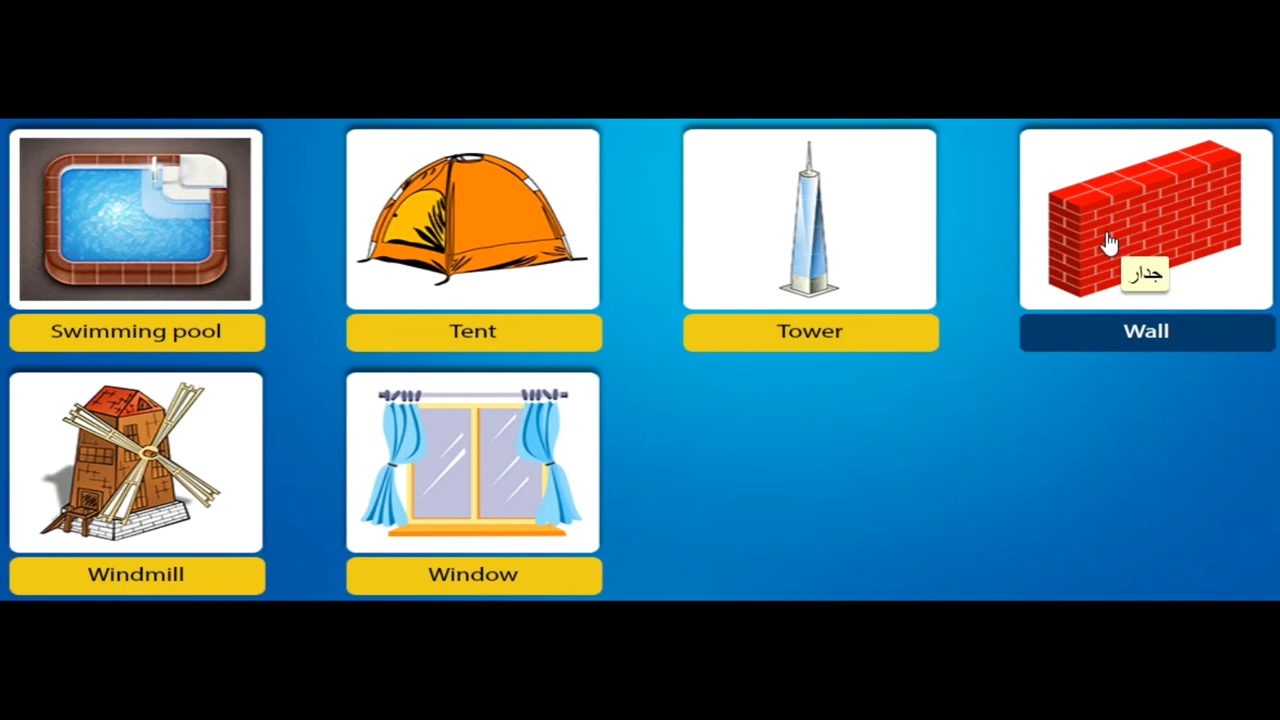 جدار
Swimming pool
Tent
Tower
Wall
Windmill
Window